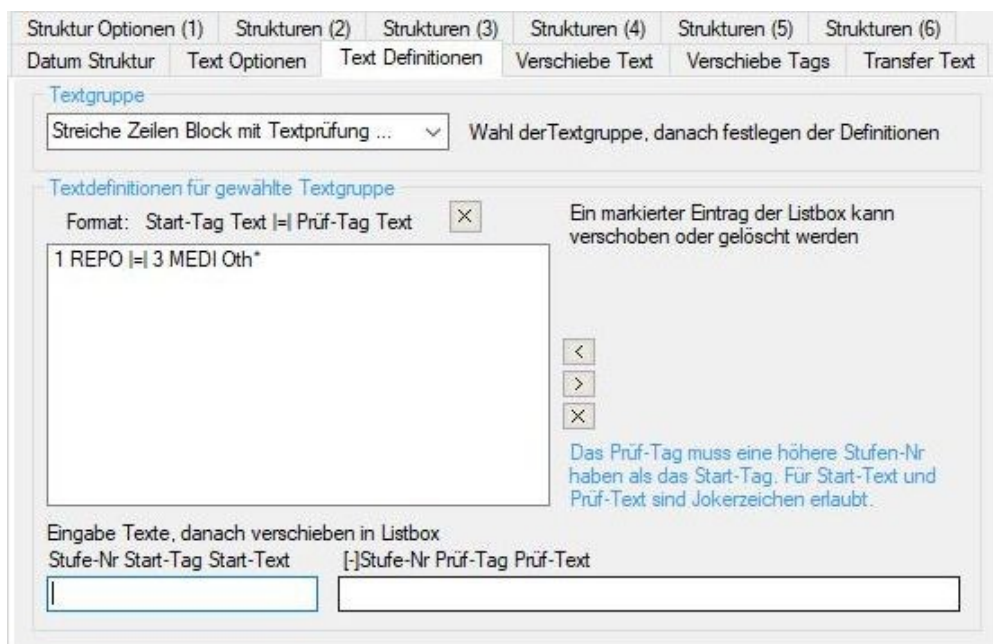 Struktur Optionen (1) Strukturen (2) Strukturen (3) Strukturen (4) Strukturen (5) Strukturen (6)
Datum Struktur Text Optionen Text Definitionen Verschiebe Text Verschiebe Tags Transfer Text
Textgruppe
Streiche Zeilen Block mit Textprüfung ... Wahl derTextgruppe, danach festlegen der Definitionen
Textdefinitionen für gewählte Textgruppe
Format: Start-Tag Text |=| Prüf-Tag Text
Ein markierter Eintrag der Listbox kann
verschoben oder gelöscht werden
1 REPO |=| 3 MEDI Oth*
<
>
Das Prüf-Tag muss eine höhere Stufen-Nr
haben als das Start-Tag. Für Start-Text und
Prüf-Text sind Jokerzeichen erlaubt.
Eingabe Texte, danach verschieben in Listbox
Stufe-Nr Start-Tag Start-Text [-]Stufe-Nr Prüf-Tag Prüf-Text